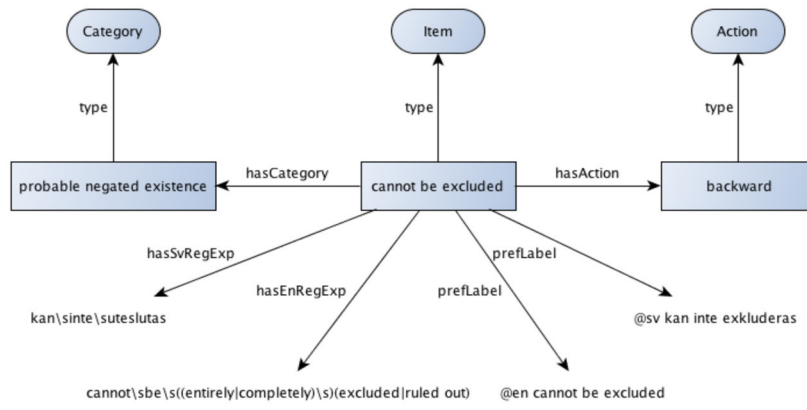 Category
Item
Action
type
type
type
probable negated existence
hasCategory
cannot be excluded
hasAction
backward
hasSvRegExp
prefLabel
hasEnRegExp
prefLabel
kan\sinte\suteslutas
@sv kan inte exkluderas
cannot\sbe\s((entirely|completely)\s)(excluded|ruled out)
@en cannot be excluded